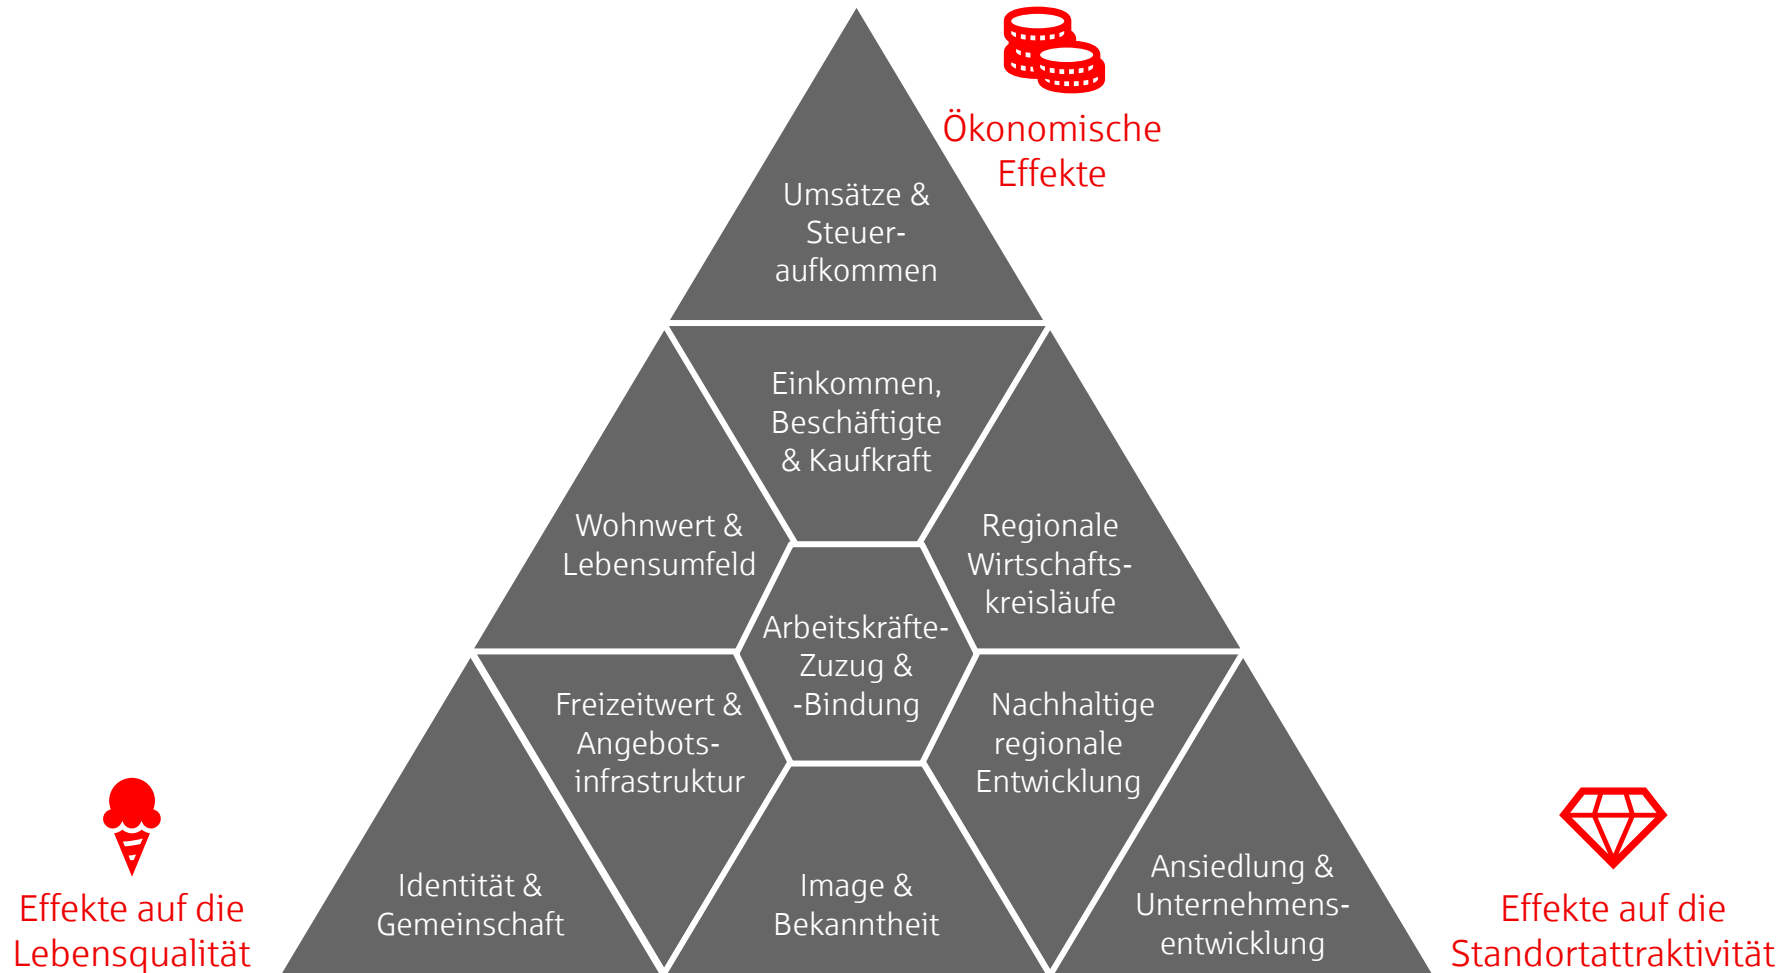 Ökonomische
Effekte
Umsätze &
Steuer-
aufkommen
Einkommen,
Beschäftigte
& Kaufkraft
Wohnwert &
Lebensumfeld
Regionale
Wirtschafts-
kreisläufe
Arbeitskräfte-
Zuzug &
-Bindung
Freizeitwert &
Angebots-
infrastruktur
Nachhaltige
regionale
Entwicklung
Identität &
Gemeinschaft
Image &
Bekanntheit
Ansiedlung &
Unternehmens-
entwicklung
Effekte auf die
Lebensqualität
Effekte auf die
Standortattraktivität